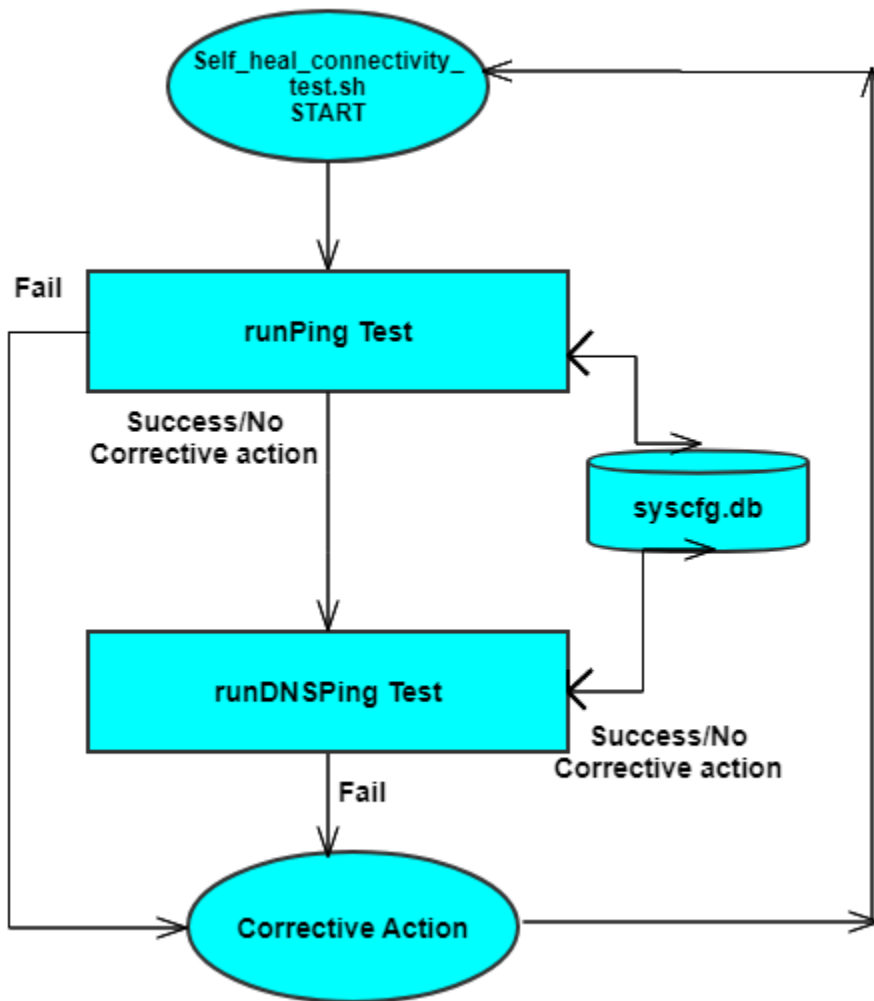 Self_heal_connectivity_
test.sh
START
Fail
runPing Test
Success/No
Corrective action
syscfg.db
runDNSPing Test
Success/No
Corrective action
Fail
Corrective Action